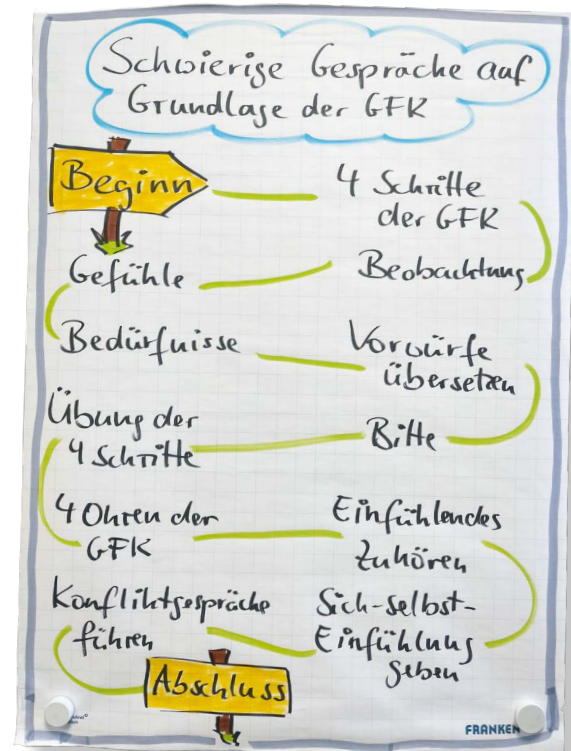 Schwierige Gespräche auf
Grundlage der GFK
Beginn
4 Schritte
der GFK
Beobachtung
Gefühle
Bedürfnisse
Vorwürfe
übersetzen
Bitte
Übung der
4 Schritte
4 Ohren der
GFK
Einfühlendes
Zuhören
Sich-selbst-
Einfühlung
geben
Konfliktgespräche
führen
Abschluss
FRANKEN